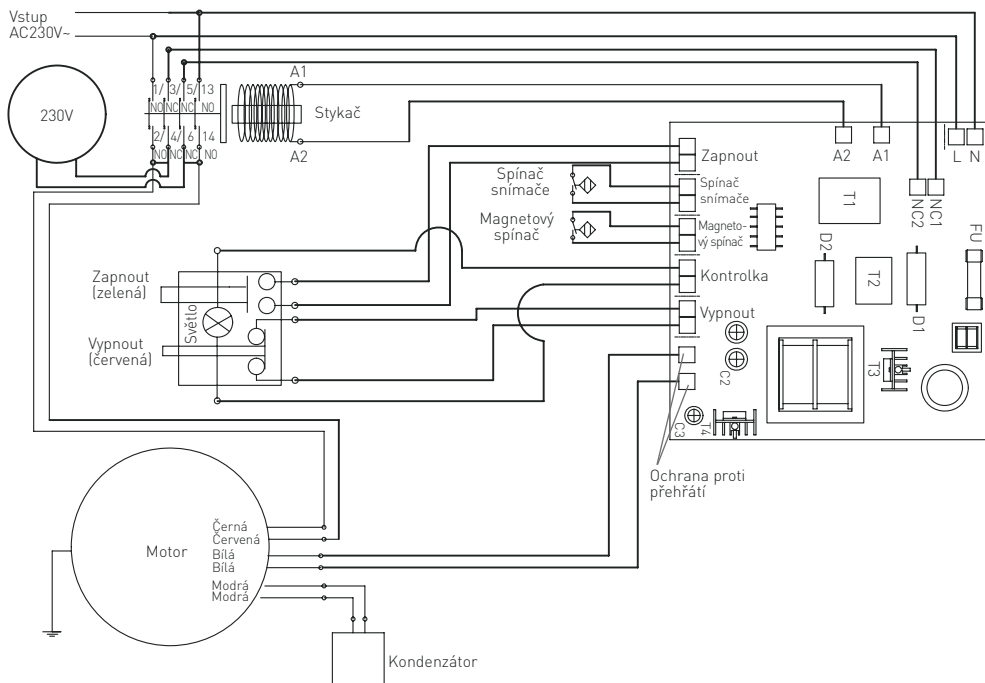 Vstup
AC230V~
230V
1/ 3/ 5/ 13
NO NC NC NO
2/ 4/ 6 14
NO NC NC NO
A1
Stykač
A2
Zapnout
Spínač
snímače
Magneto-
vý spínač
Kontrolka
Vypnout
Spínač
snímače
Magnetový
spínač
A2
A1
L
N
NC2
NC1
T1
D2
T2
D1
FU
T3
C2
C3
T4
Ochrana proti
přehřátí
Zapnout
(zelená)
Světlo
Vypnout
(červená)
Motor
Černá
Červená
Bílá
Bílá
Modrá
Modrá
Kondenzátor